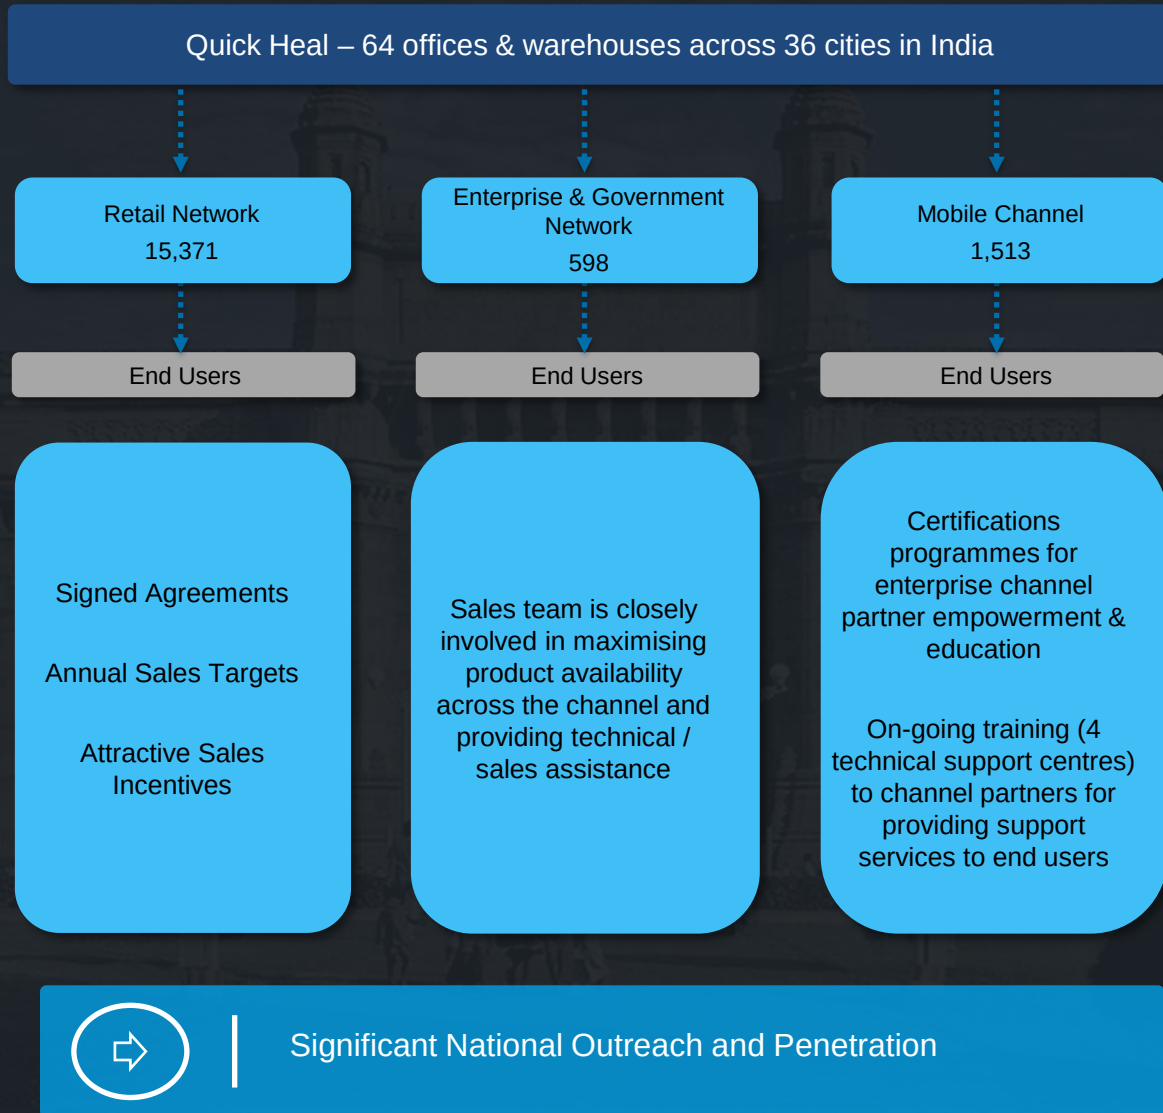 Quick Heal – 64 offices & warehouses across 36 cities in India
Retail Network
15,371
Enterprise & Government
Network
598
Mobile Channel
1,513
End Users
End Users
End Users
Signed Agreements
Annual Sales Targets
Attractive Sales
Incentives
Sales team is closely
involved in maximising
product availability
across the channel and
providing technical /
sales assistance
Certifications
programmes for
enterprise channel
partner empowerment &
education
On-going training (4
technical support centres)
to channel partners for
providing support
services to end users
Significant National Outreach and Penetration